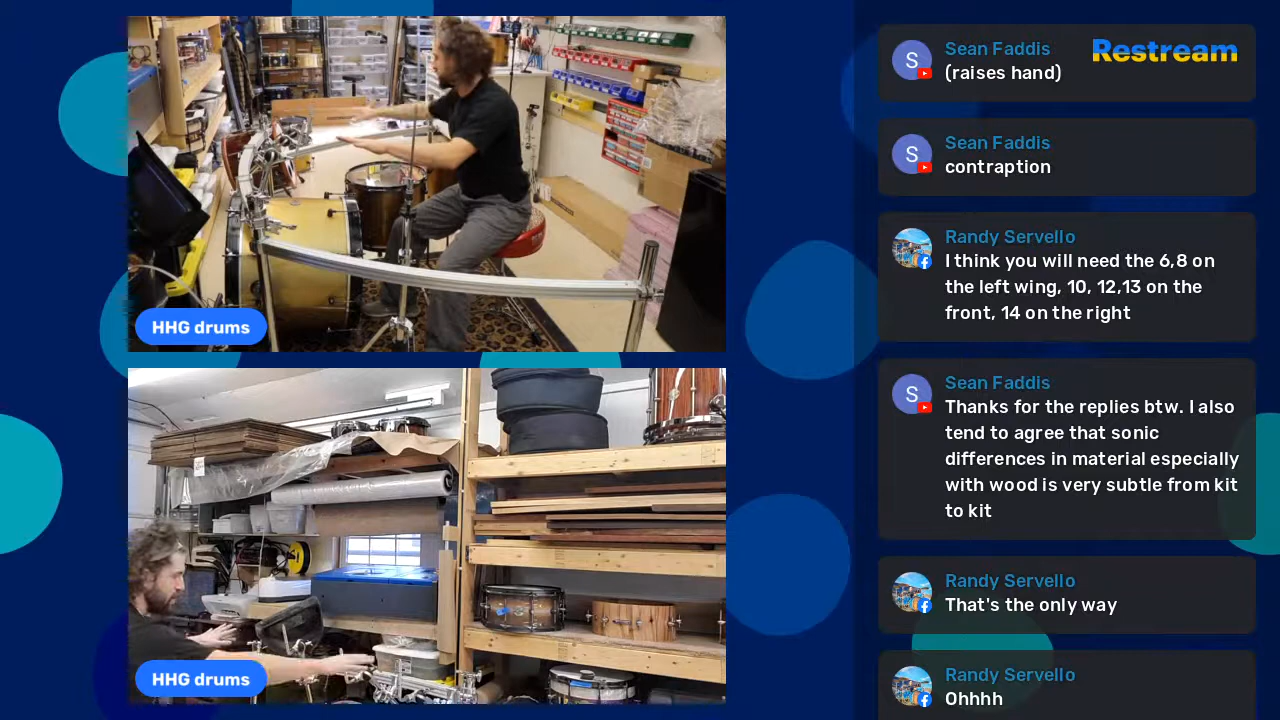 HHG drums
HHG drums
Restream
Sean Faddis
(raises hand)
Sean Faddis
contraption
Randy Servello
I think you will need the 6,8 on
the left wing, 10, 12,13 on the
front, 14 on the right
Sean Faddis
Thanks for the replies btw. I also
tend to agree that sonic
differences in material especially
with wood is very subtle from kit
to kit
Randy Servello
That's the only way
Randy Servello
Ohhhh
S
S
S